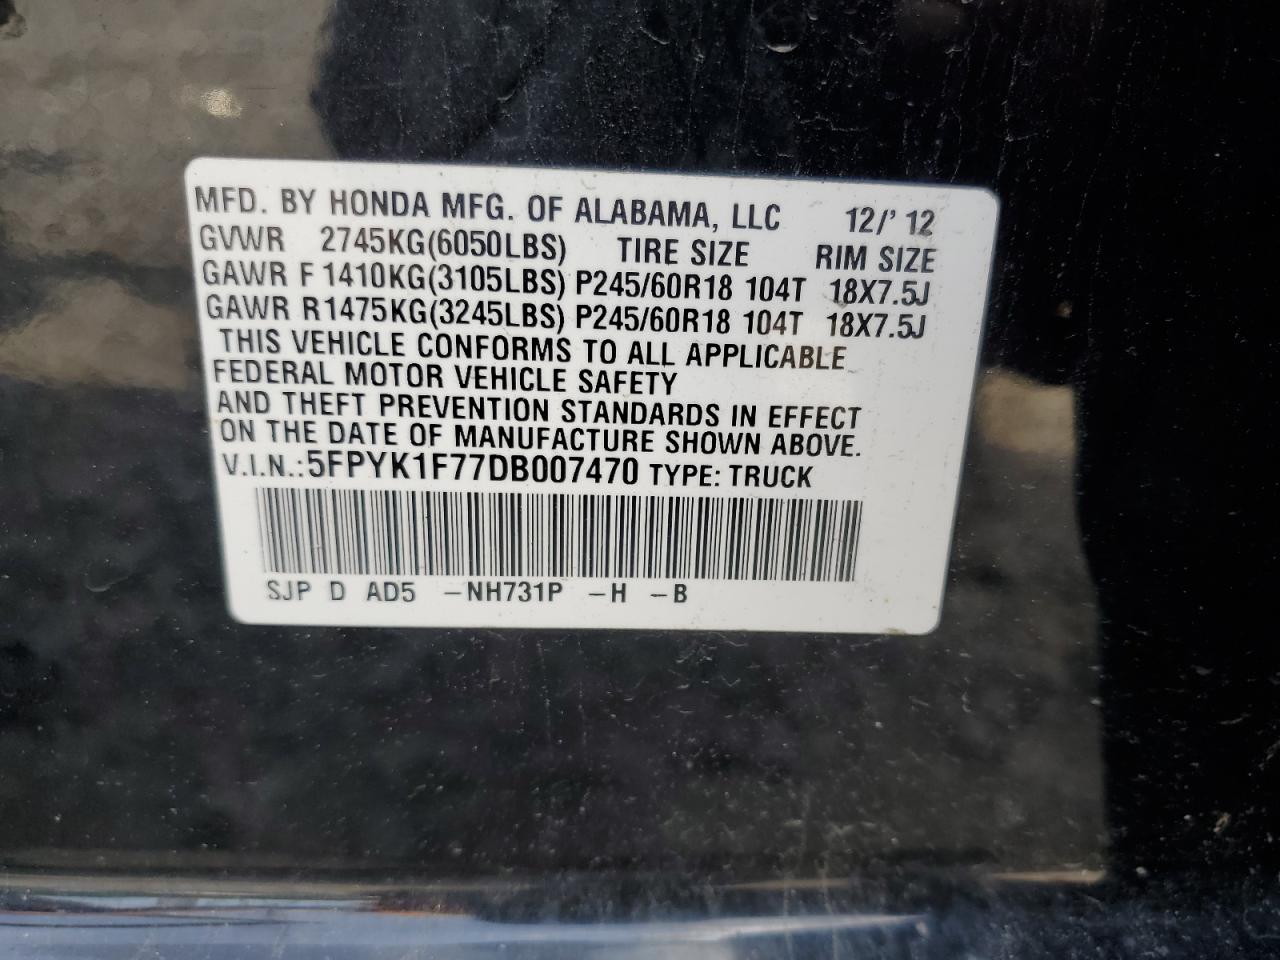 MFD. BY HONDA MFG. OF ALABAMA, LLC 12/' 12
GVWR 2745KG(6050LBS) TIRE SIZE RIM SIZE
GAWR F 1410KG(3105LBS) P245/60R18 104T 18X7.5J
GAWR R1475KG(3245LBS) P245/60R18 104T 18X7.5J
THIS VEHICLE CONFORMS TO ALL APPLICABLE
FEDERAL MOTOR VEHICLE SAFETY
AND THEFT PREVENTION STANDARDS IN EFFECT
ON THE DATE OF MANUFACTURE SHOWN ABOVE.
V.I.N.:5FPYK1F77DB007470 TYPE: TRUCK
SJP D AD5 –NH731P –H –B